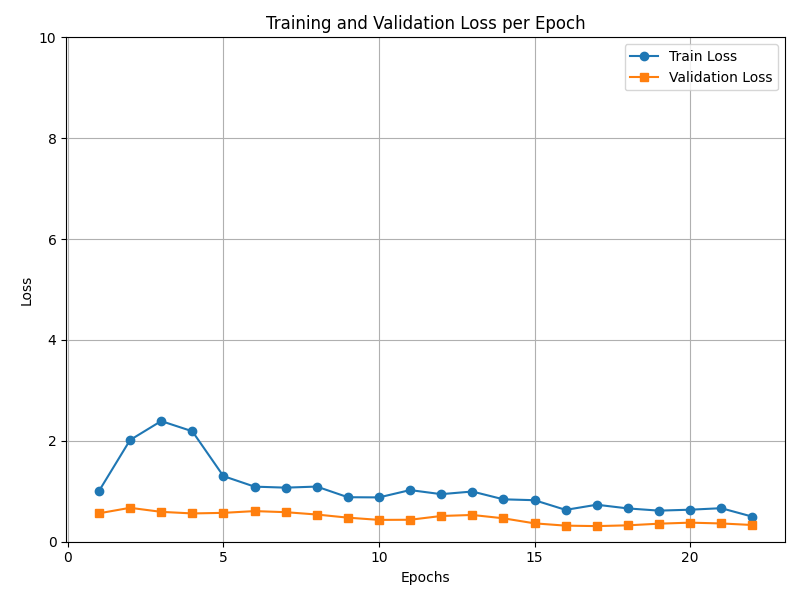 Training and Validation Loss per Epoch
10
Train Loss
Validation Loss
8
6
4
2
0
Loss
0 5 10 15 20
Epochs